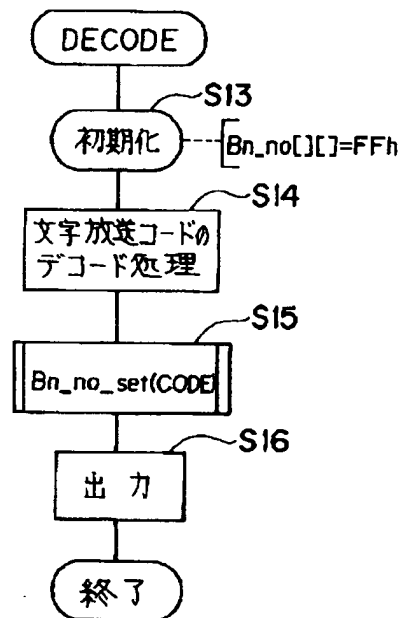 DECODE
S13
初期化
Bn_no[][]=FFh
S14
文字放送コードの
デコード処理
S15
Bn_no_set(CODE)
S16
出力
終了